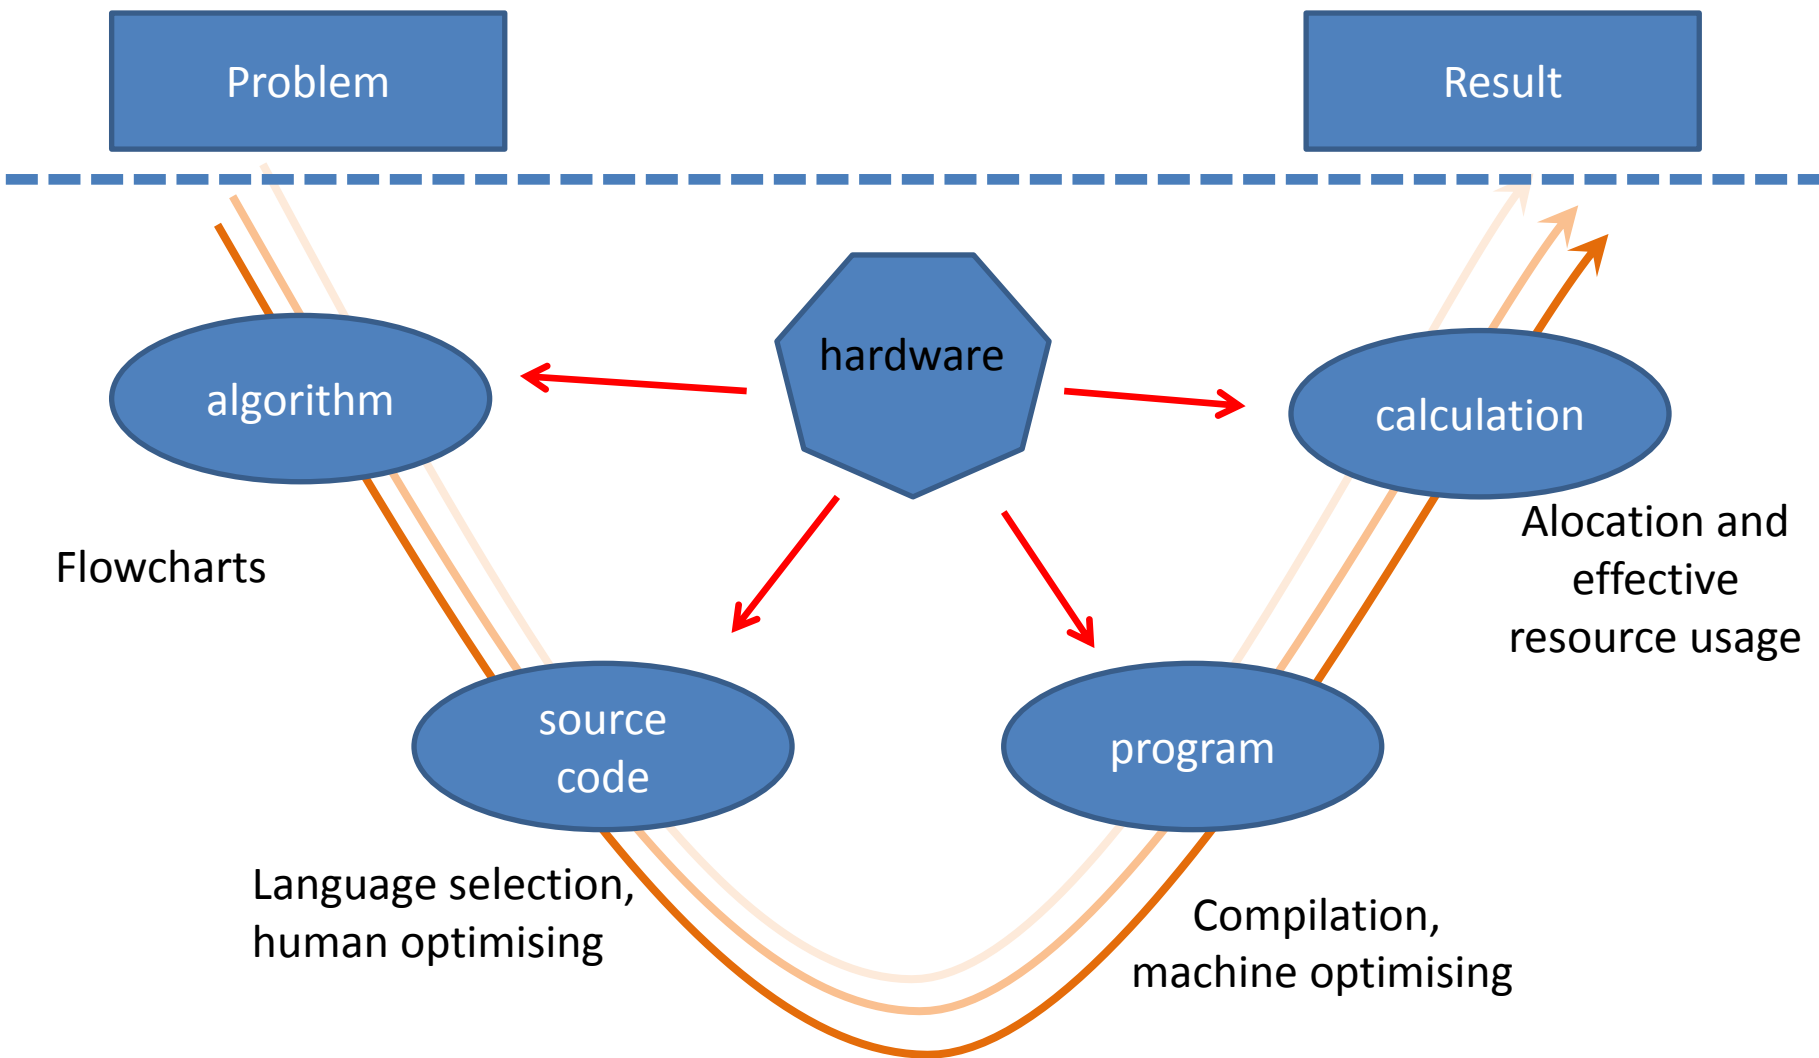 Problem
Result
hardware
algorithm
calculation
Flowcharts
Alocation and
effective
resource usage
source
code
program
Language selection,
human optimising
Compilation,
machine optimising